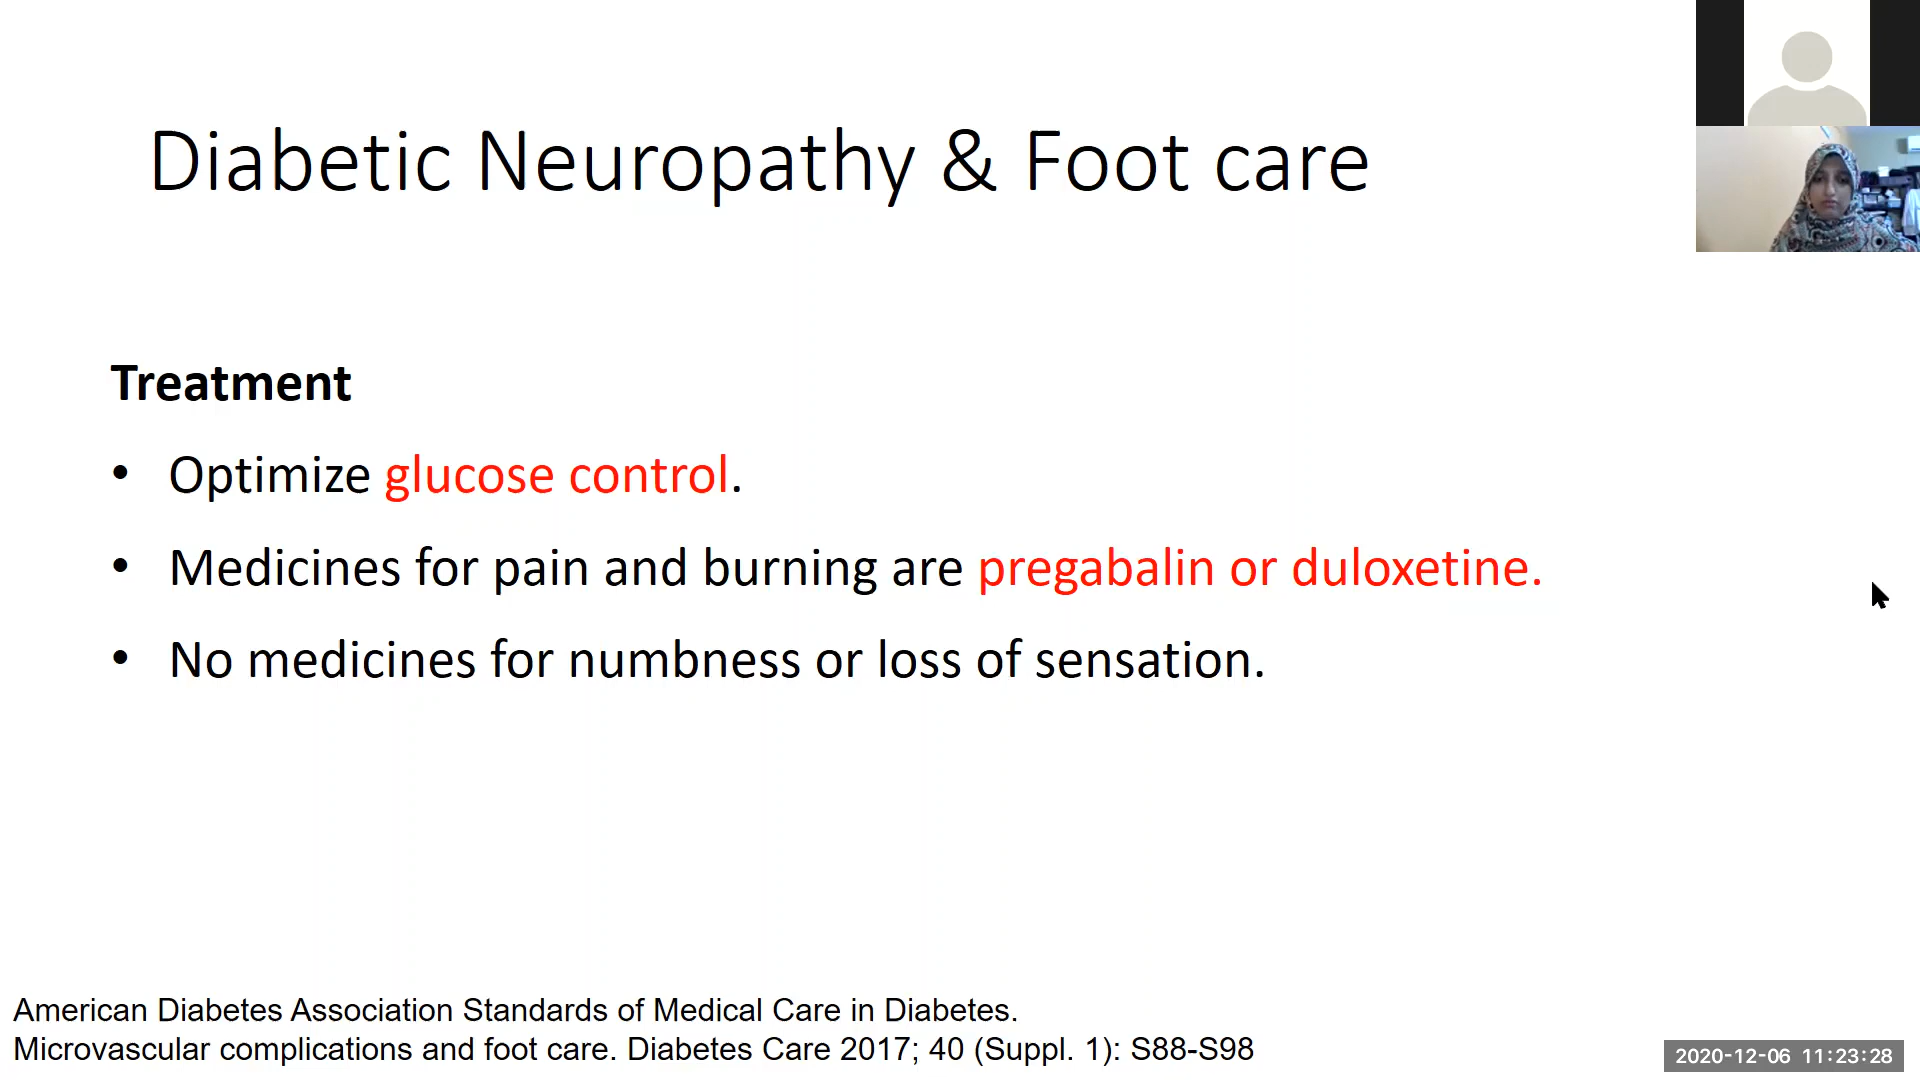 Diabetic Neuropathy & Foot care
Treatment
• Optimize glucose control.
• Medicines for pain and burning are pregabalin or duloxetine.
• No medicines for numbness or loss of sensation.
American Diabetes Association Standards of Medical Care in Diabetes.
Microvascular complications and foot care. Diabetes Care 2017; 40 (Suppl. 1): S88-S98
2020-12-06 11:23:28